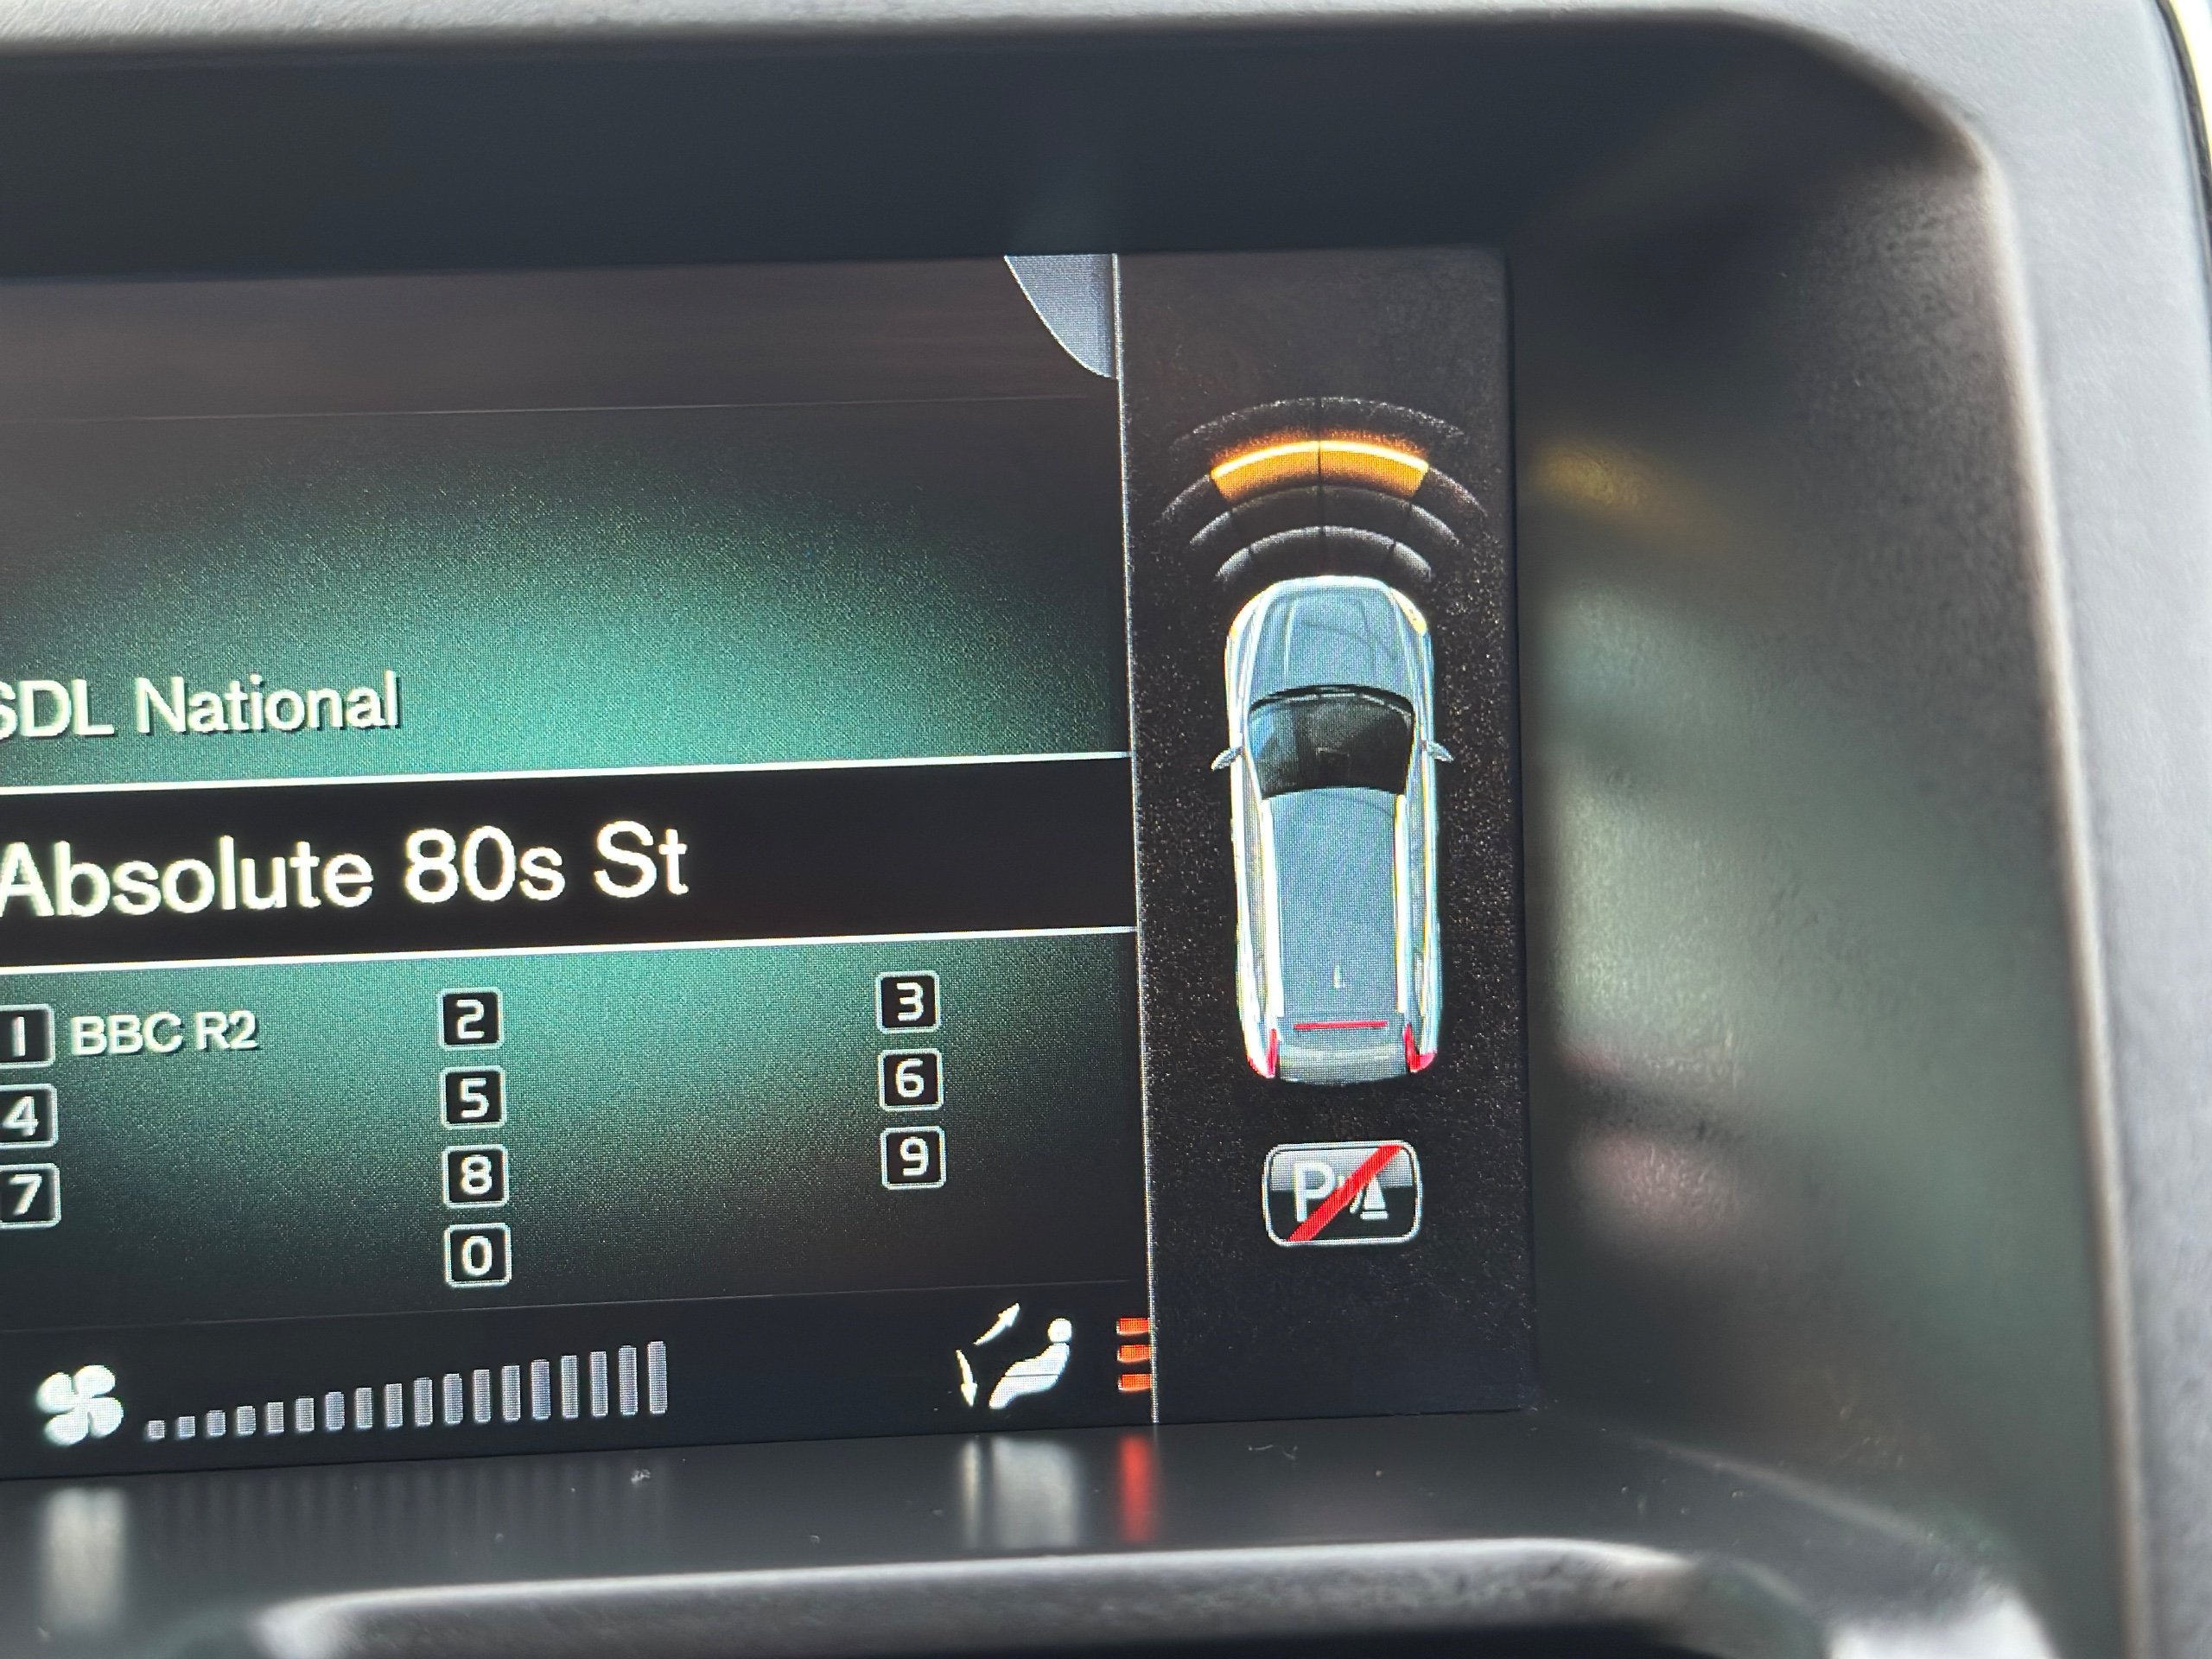 SDL National
Absolute 80s St
1 BBC R2 2 3
4 5 6
7 8 9
0
P